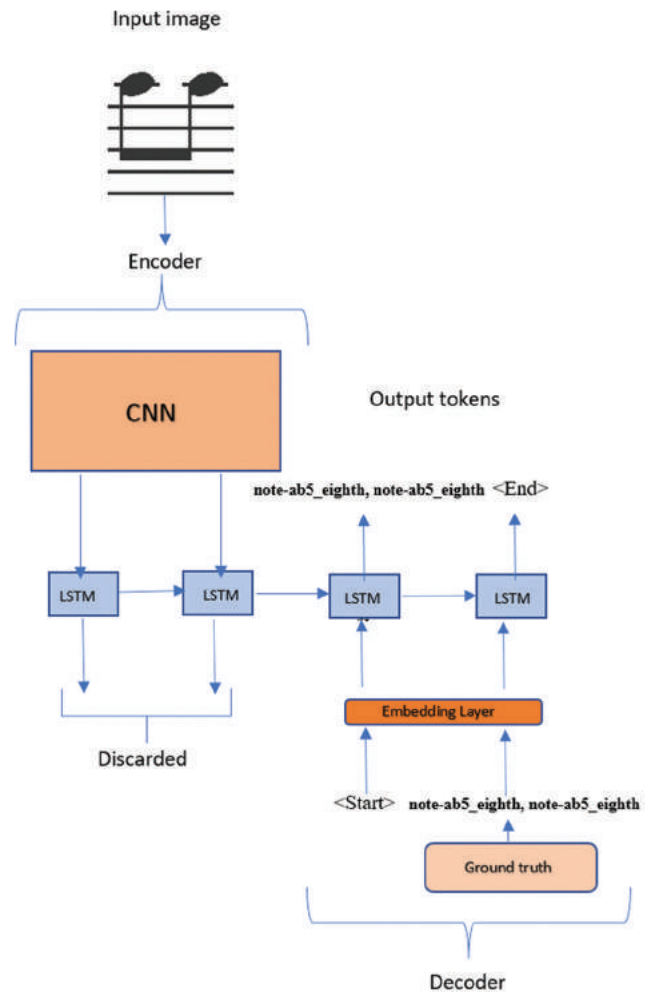 Input image
Encoder
CNN
Output tokens
note-ab5_eighth, note-ab5_eighth <End>
LSTM LSTM LSTM LSTM
Embedding Layer
Discarded
<Start> note-ab5_eighth, note-ab5_eighth
Ground truth
Decoder